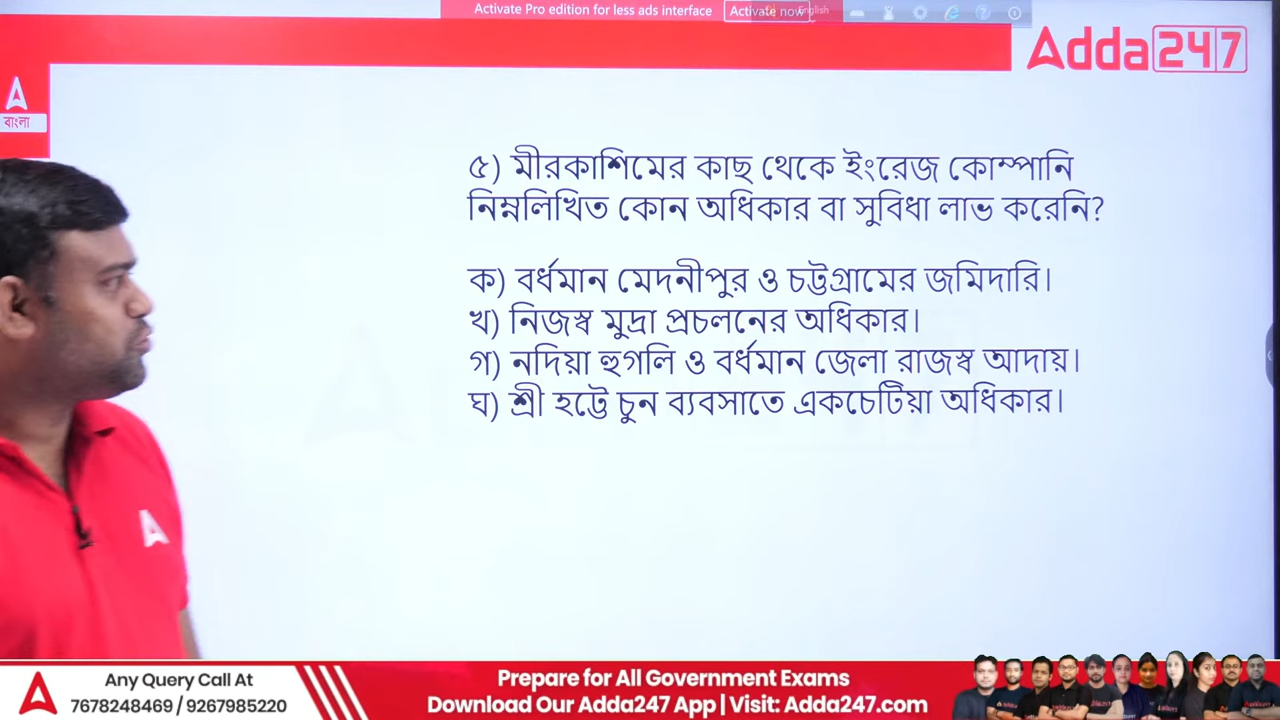 Activate Pro edition for less ads interface
Activate now
English
Adda247
বাংলা
৫) মীরকাশিমের কাছ থেকে ইংরেজ কোম্পানি
নিম্নলিখিত কোন অধিকার বা সুবিধা লাভ করেনি?
ক) বর্ধমান মেদনীপুর ও চট্টগ্রামের জমিদারি।
খ) নিজস্ব মুদ্রা প্রচলনের অধিকার।
গ) নদিয়া হুগলি ও বর্ধমান জেলা রাজস্ব আদায়।
ঘ) শ্রী হট্টে চুন ব্যবসাতে একচেটিয়া অধিকার।
Any Query Call At
7678248469 / 9267985220
Prepare for All Government Exams
Download Our Adda247 App | Visit: Adda247.com